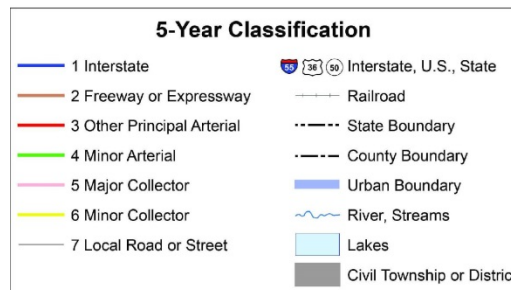 5-Year Classification
1 Interstate
2 Freeway or Expressway
3 Other Principal Arterial
4 Minor Arterial
5 Major Collector
6 Minor Collector
7 Local Road or Street
55 36 50 Interstate, U.S., State
Railroad
State Boundary
County Boundary
Urban Boundary
River, Streams
Lakes
Civil Township or Distric